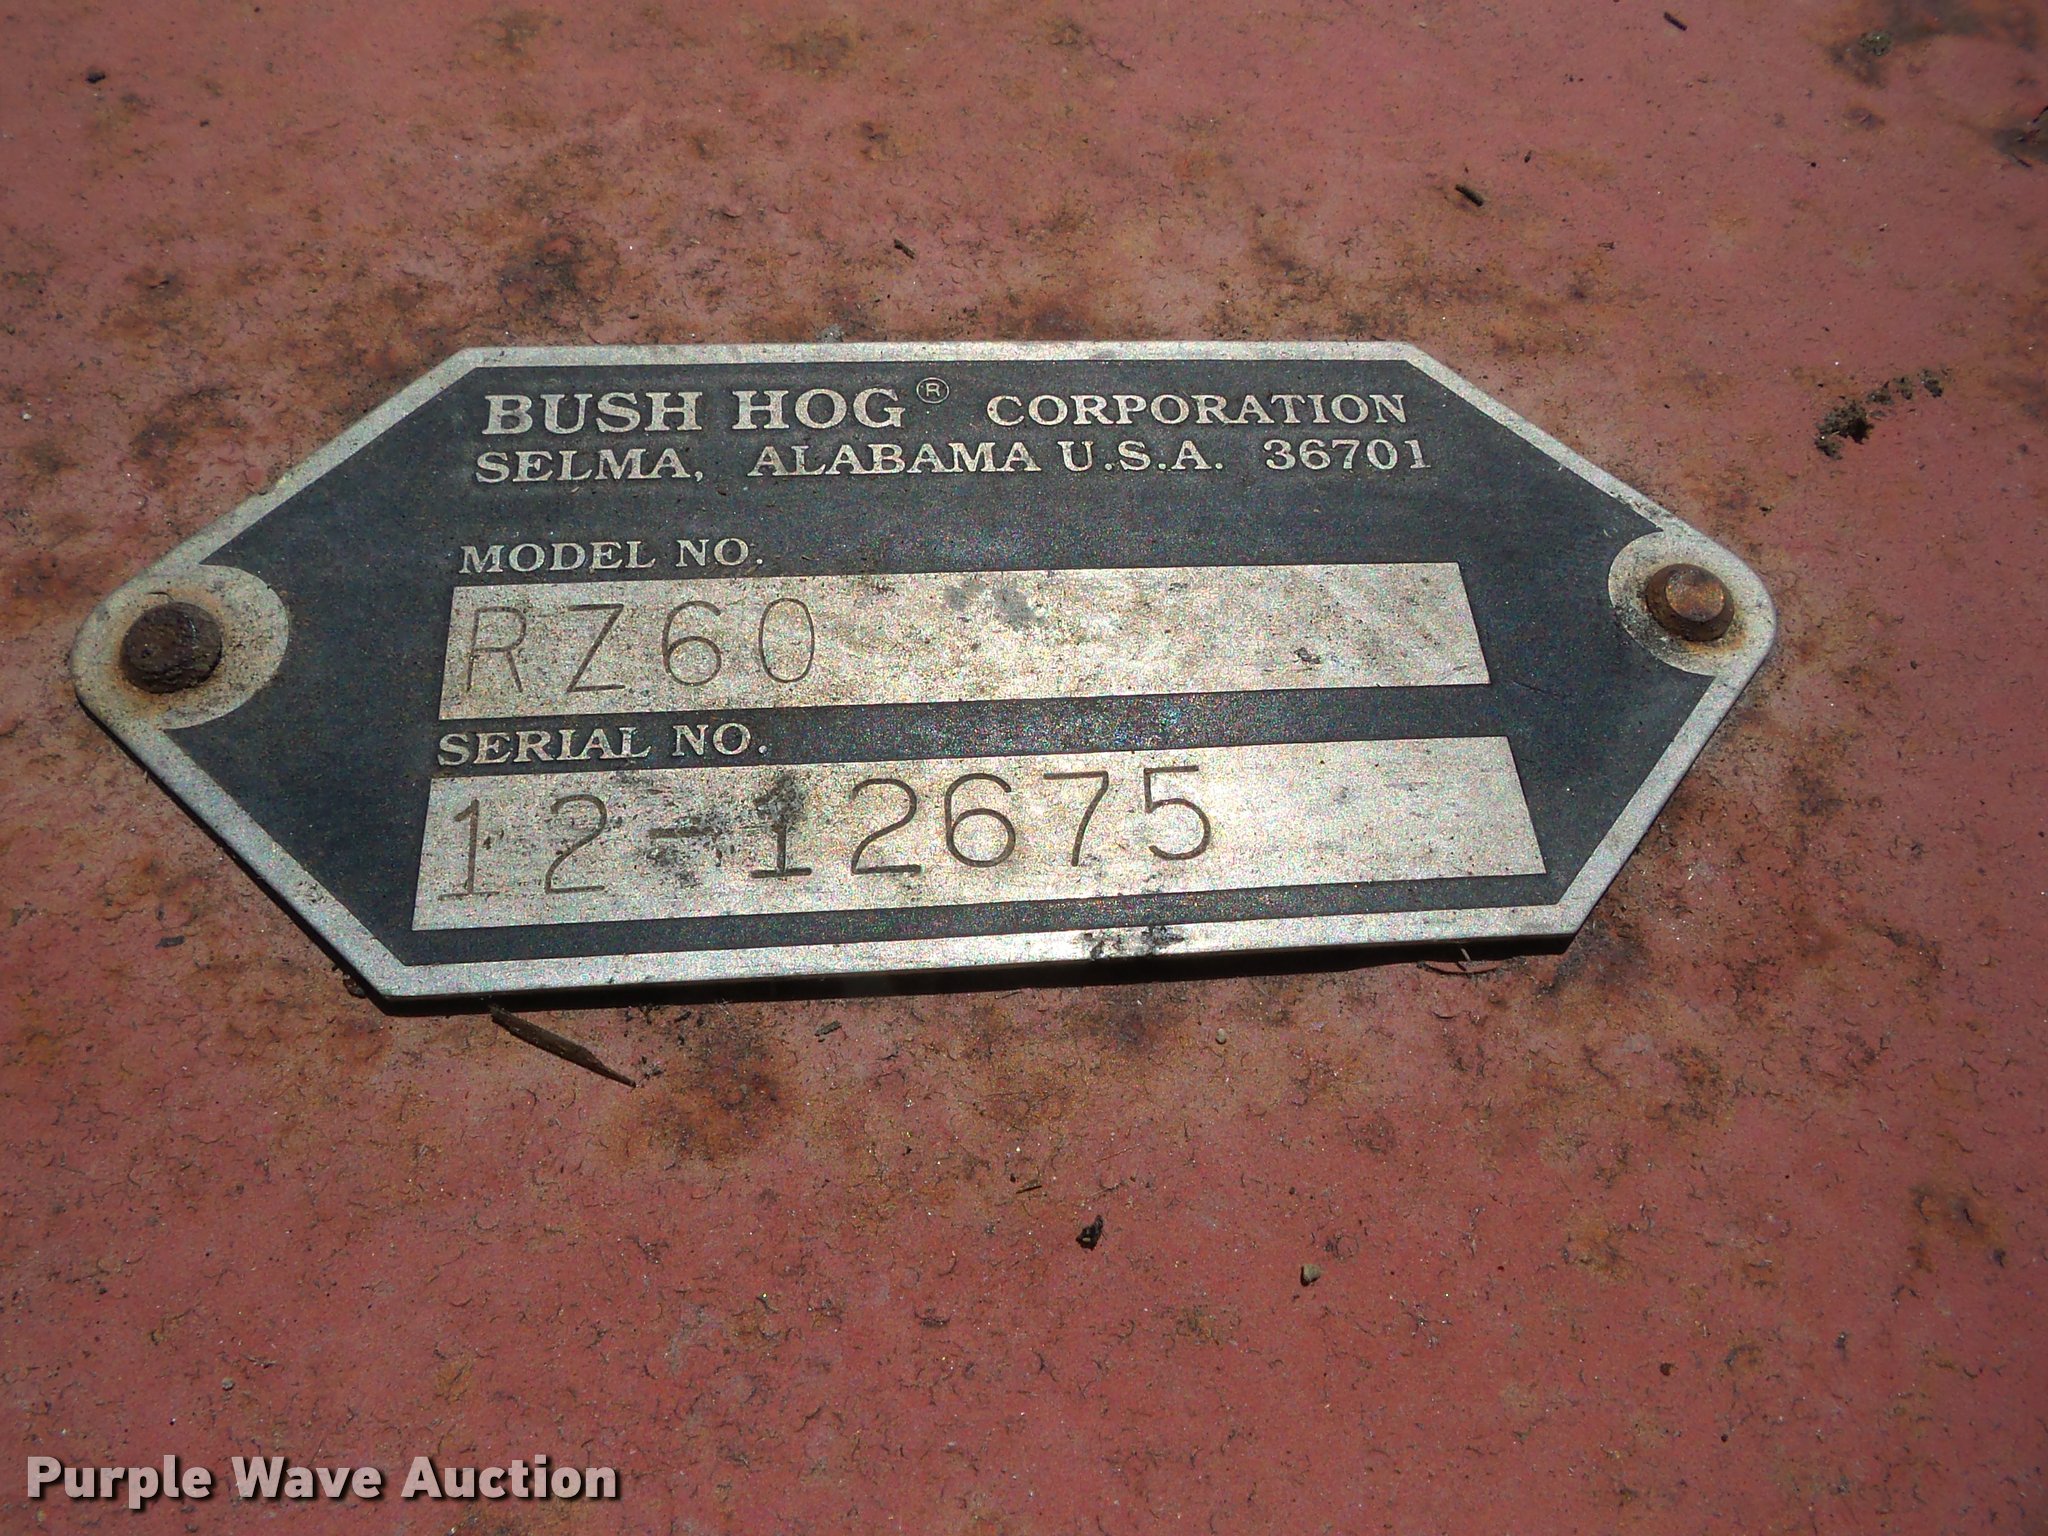 BUSH HOG® CORPORATION
SELMA, ALABAMA U.S.A. 36701
MODEL NO.
RZ60
SERIAL NO.
12-12675
Purple Wave Auction